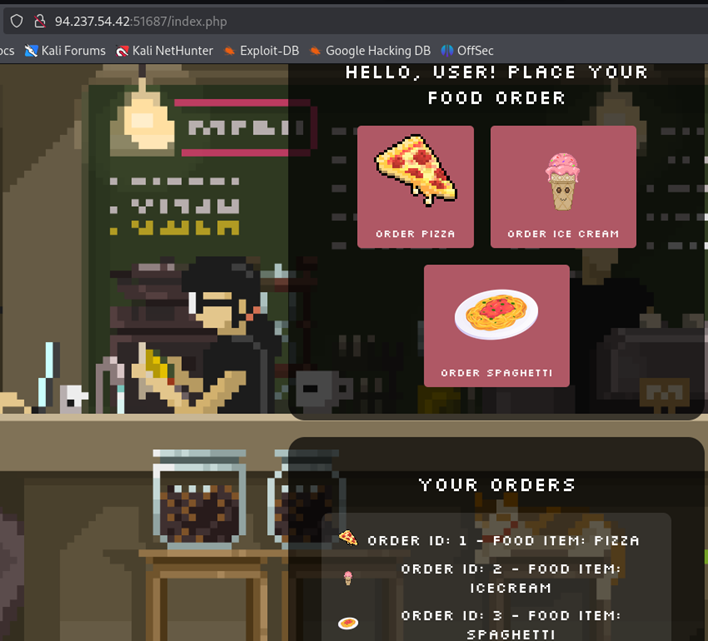 94.237.54.42:51687/index.php
ocs Kali Forums Kali NetHunter Exploit-DB Google Hacking DB OffSec
HELLO, USER! PLACE YOUR
FOOD ORDER
ORDER PIZZA ORDER ICE CREAM
ORDER SPAGHETTI
YOUR ORDERS
ORDER ID: 1 - FOOD ITEM: PIZZA
ORDER ID: 2 - FOOD ITEM:
ICECREAM
ORDER ID: 3 - FOOD ITEM:
SPAGHETTI